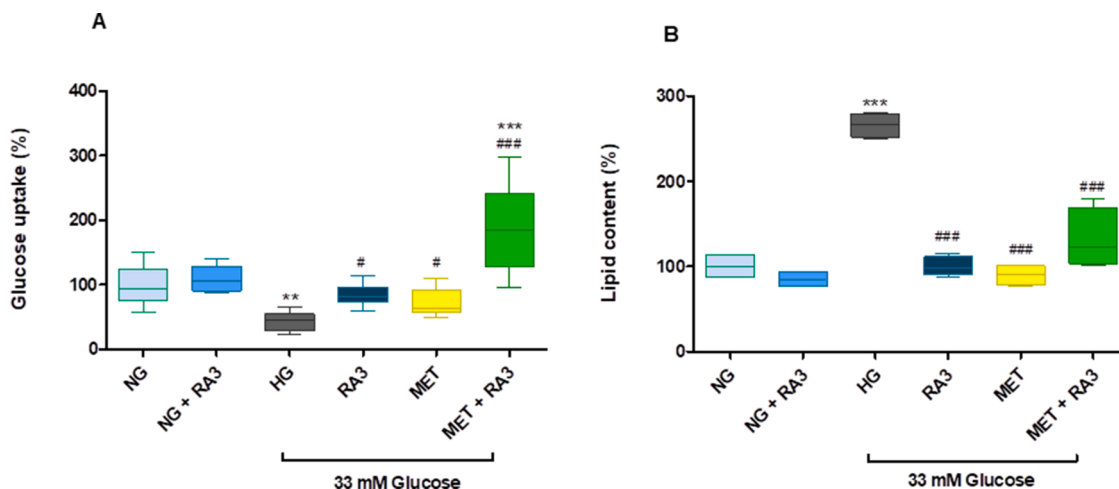 A
Glucose uptake (%)
400
300
200
100
0
**
#
#
***
###
NG
NG + RA3
HG
RA3
MET
MET + RA3
33 mM Glucose
B
Lipid content (%)
300
200
100
0
***
###
###
###
NG
NG + RA3
HG
RA3
MET
MET + RA3
33 mM Glucose